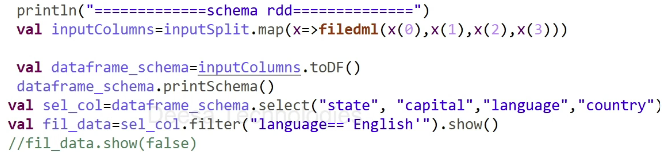 println("=============schema rdd==============")
val inputColumns=inputSplit.map(x=>filedml(x(0),x(1),x(2),x(3)))
val dataframe_schema=inputColumns.toDF()
dataframe_schema.printSchema()
val sel_col=dataframe_schema.select("state", "capital","language","country")
val fil_data=sel_col.filter("language=='English'").show()
//fil_data.show(false)